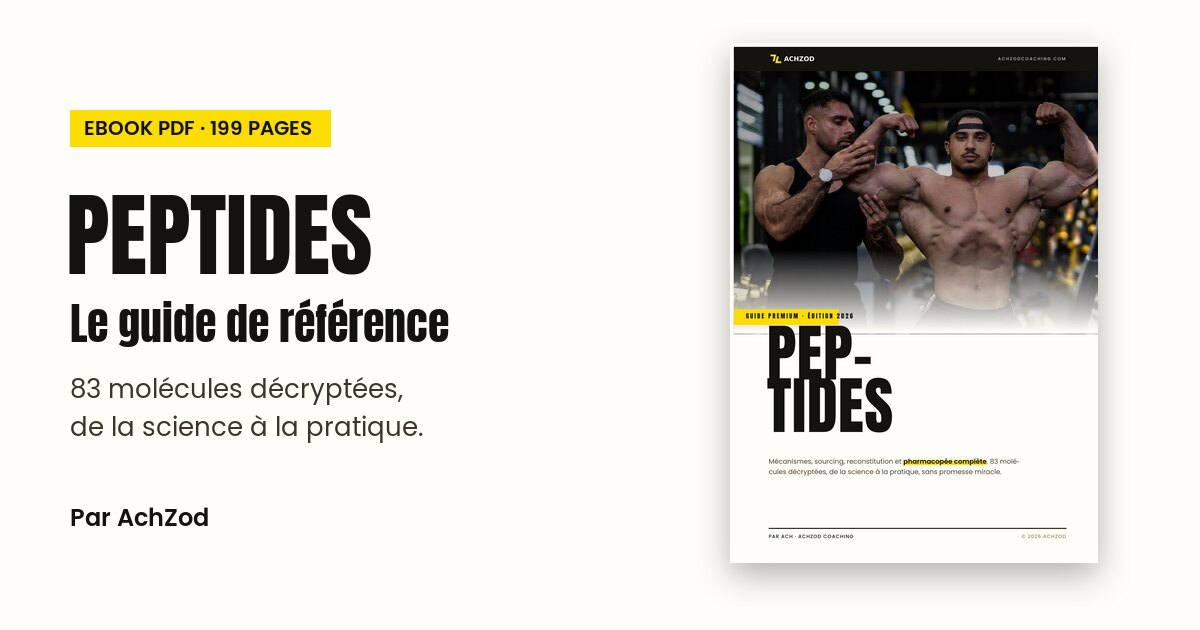 EBOOK PDF · 199 PAGES
PEPTIDES
Le guide de référence
83 molécules décryptées,
de la science à la pratique.
Par AchZod
ACHZOD
ACHZODCOACHING.COM
GUIDE PREMIUM · ÉDITION 2026
PEP-
TIDES
Mécanismes, sourcing, reconstitution et pharmacopée complète. 83 molé-
cules décryptées, de la science à la pratique, sans promesse miracle.
PAR ACH · ACHZOD COACHING
© 2026 ACHZOD